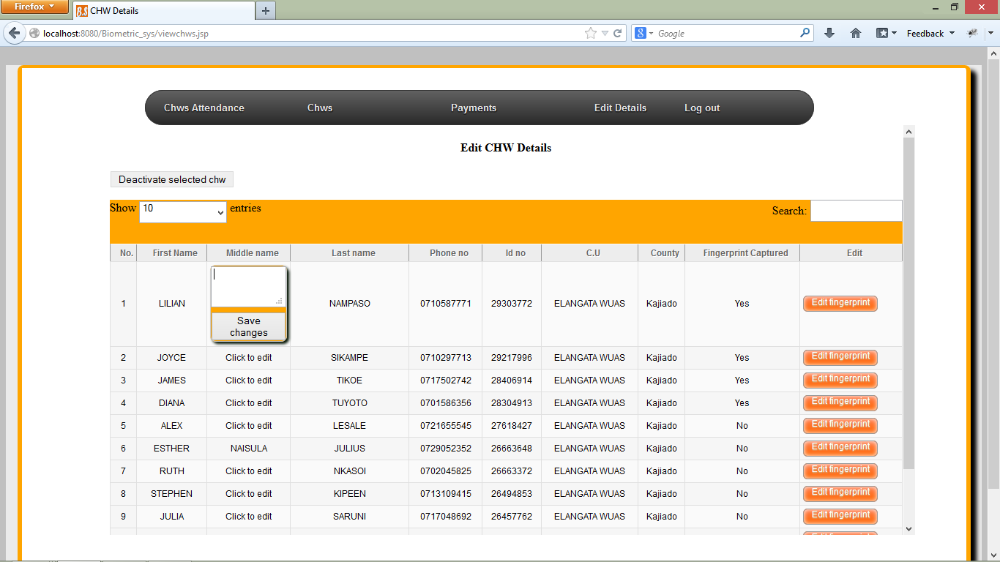 Firefox
CHW Details
localhost:8080/Biometric_sys/viewchws.jsp
Google
Feedback
Chws Attendance Chws Payments Edit Details Log out
Edit CHW Details
Deactivate selected chw
Show 10 entries Search:
No. First Name Middle name Last name Phone no Id no C.U County Fingerprint Captured Edit
1 LILIAN Save changes NAMPASO 0710587771 29303772 ELANGATA WUAS Kajiado Yes Edit fingerprint
2 JOYCE Click to edit SIKAMPE 0710297713 29217996 ELANGATA WUAS Kajiado Yes Edit fingerprint
3 JAMES Click to edit TIKOE 0717502742 28406914 ELANGATA WUAS Kajiado Yes Edit fingerprint
4 DIANA Click to edit TUYOTO 0701586356 28304913 ELANGATA WUAS Kajiado Yes Edit fingerprint
5 ALEX Click to edit LESALE 0721655545 27618427 ELANGATA WUAS Kajiado No Edit fingerprint
6 ESTHER NAISULA JULIUS 0729052352 26663648 ELANGATA WUAS Kajiado No Edit fingerprint
7 RUTH Click to edit NKASOI 0702045825 26663372 ELANGATA WUAS Kajiado No Edit fingerprint
8 STEPHEN Click to edit KIPEEN 0713109415 26494853 ELANGATA WUAS Kajiado No Edit fingerprint
9 JULIA Click to edit SARUNI 0717048692 26457762 ELANGATA WUAS Kajiado No Edit fingerprint